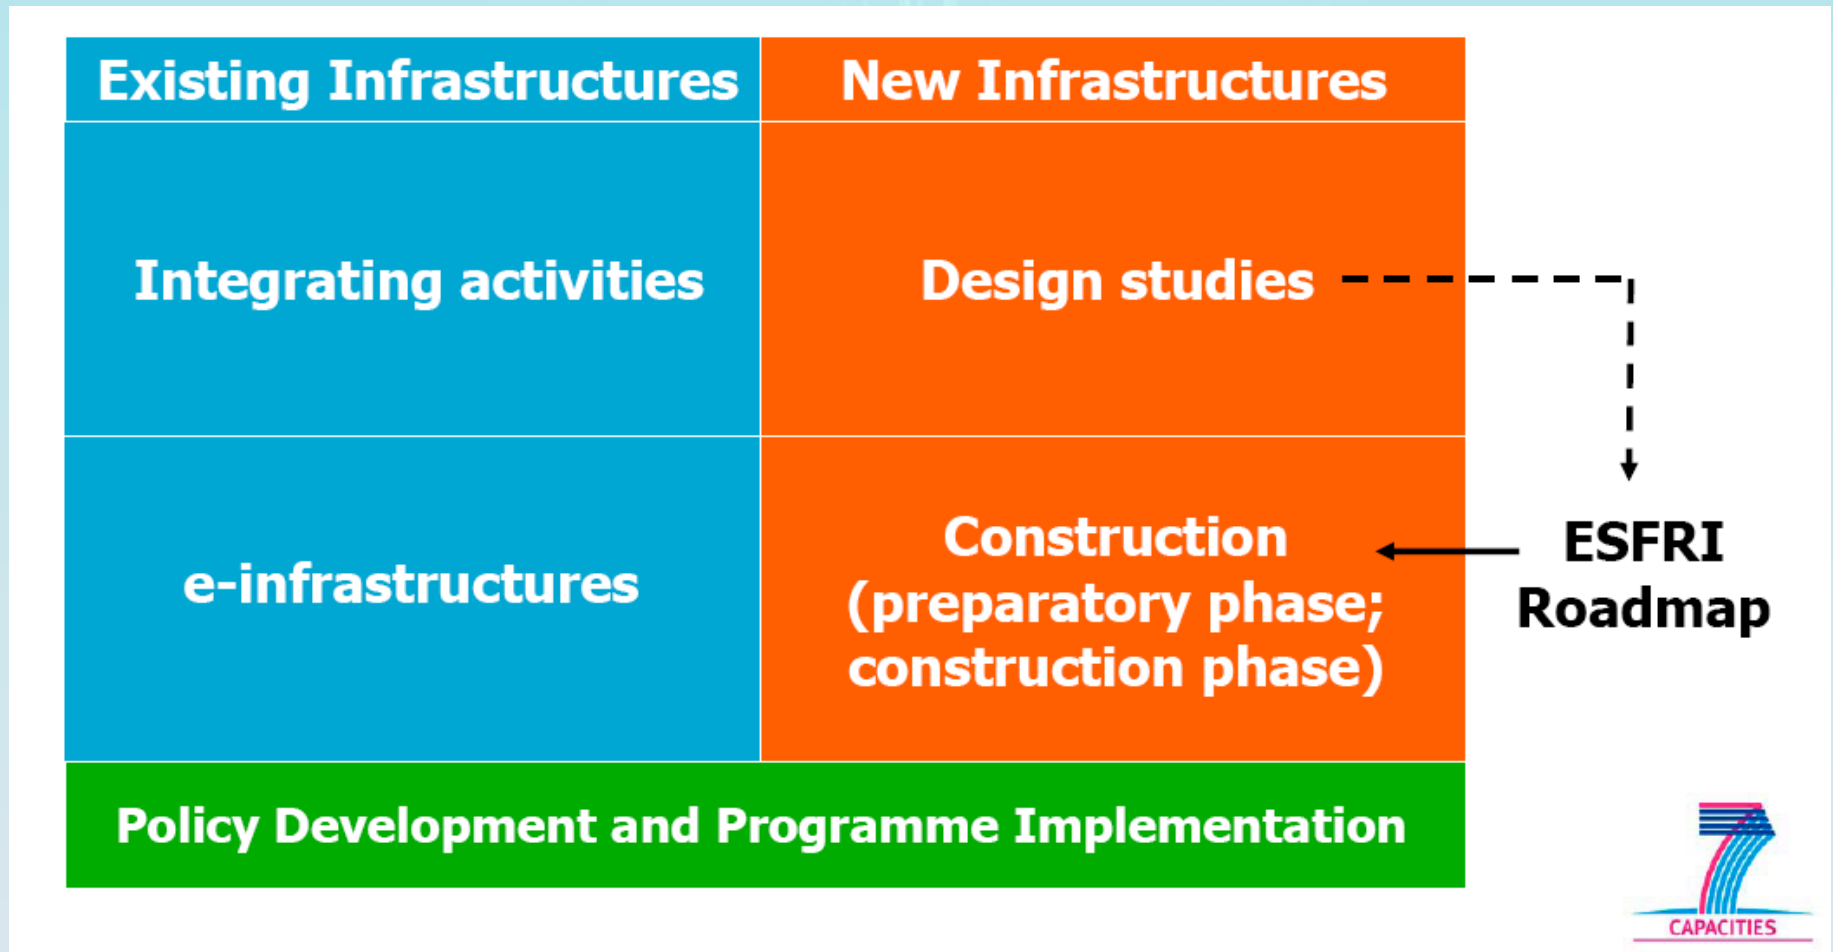 Existing Infrastructures
New Infrastructures
Integrating activities
Design studies
e-infrastructures
Construction
(preparatory phase;
construction phase)
ESFRI
Roadmap
Policy Development and Programme Implementation
7
CAPACITIES